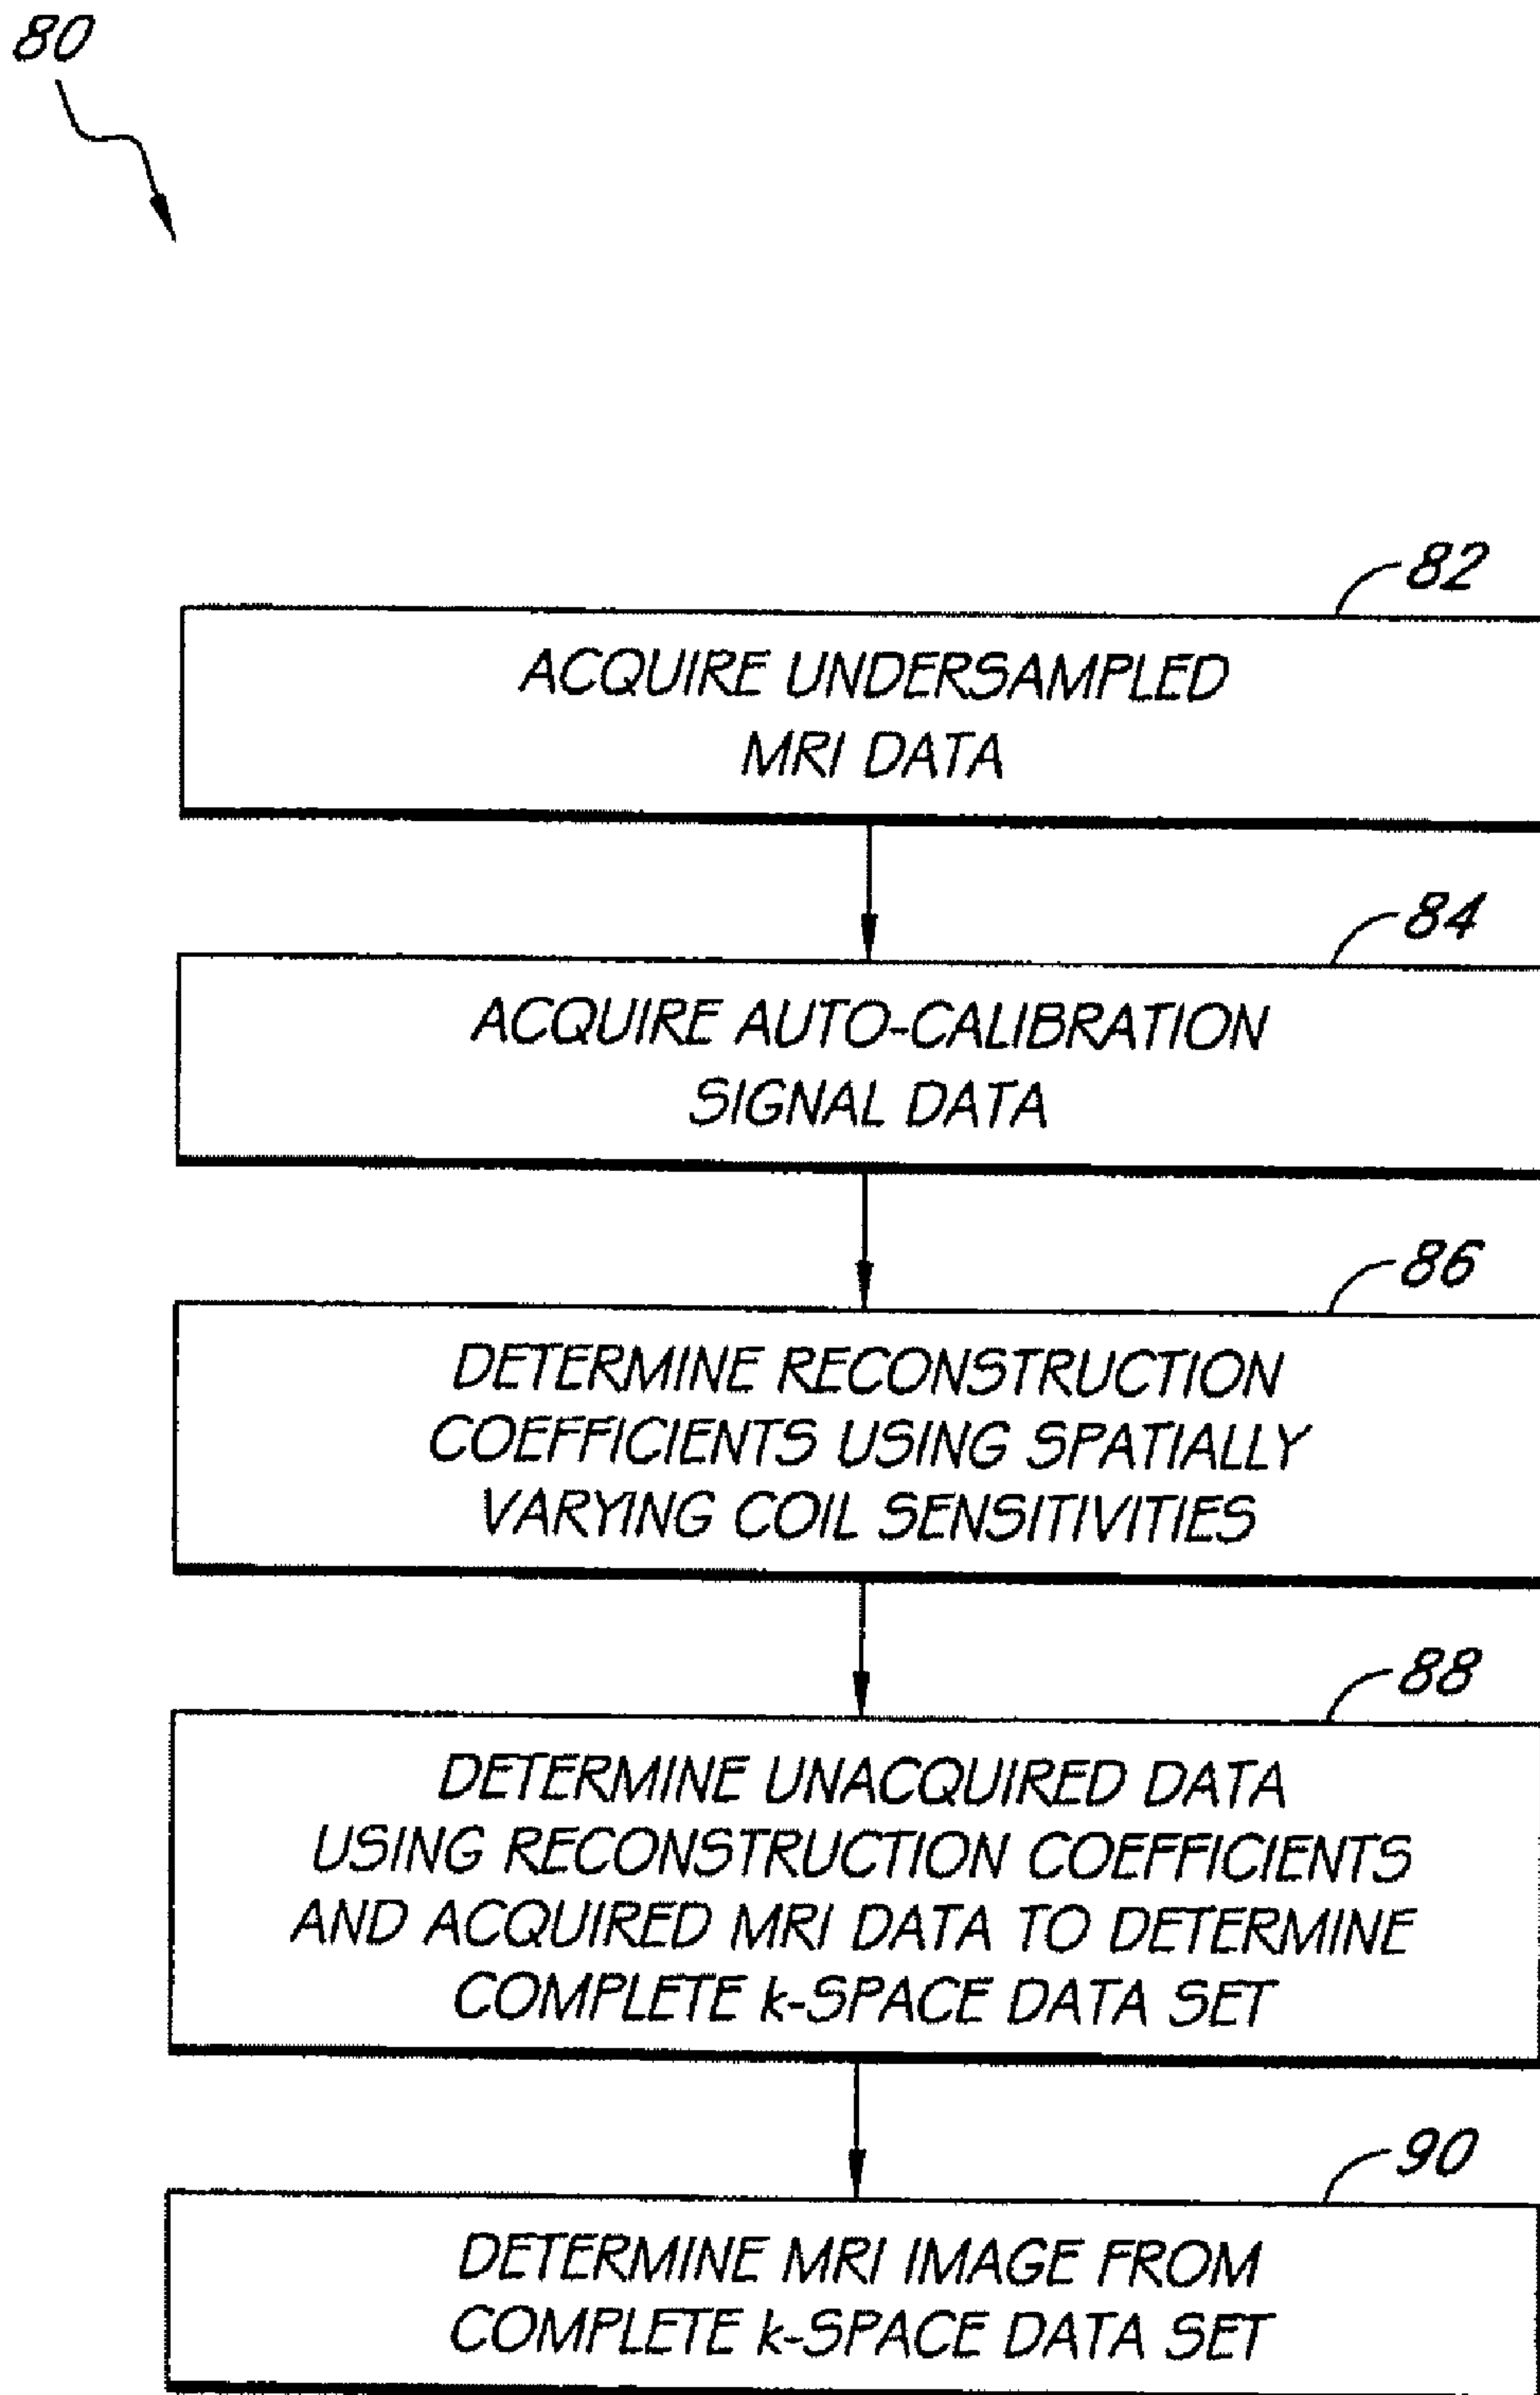 80
82
ACQUIRE UNDERSAMPLED
MRI DATA
84
ACQUIRE AUTO-CALIBRATION
SIGNAL DATA
86
DETERMINE RECONSTRUCTION
COEFFICIENTS USING SPATIALLY
VARYING COIL SENSITIVITIES
88
DETERMINE UNACQUIRED DATA
USING RECONSTRUCTION COEFFICIENTS
AND ACQUIRED MRI DATA TO DETERMINE
COMPLETE k-SPACE DATA SET
90
DETERMINE MRI IMAGE FROM
COMPLETE k-SPACE DATA SET